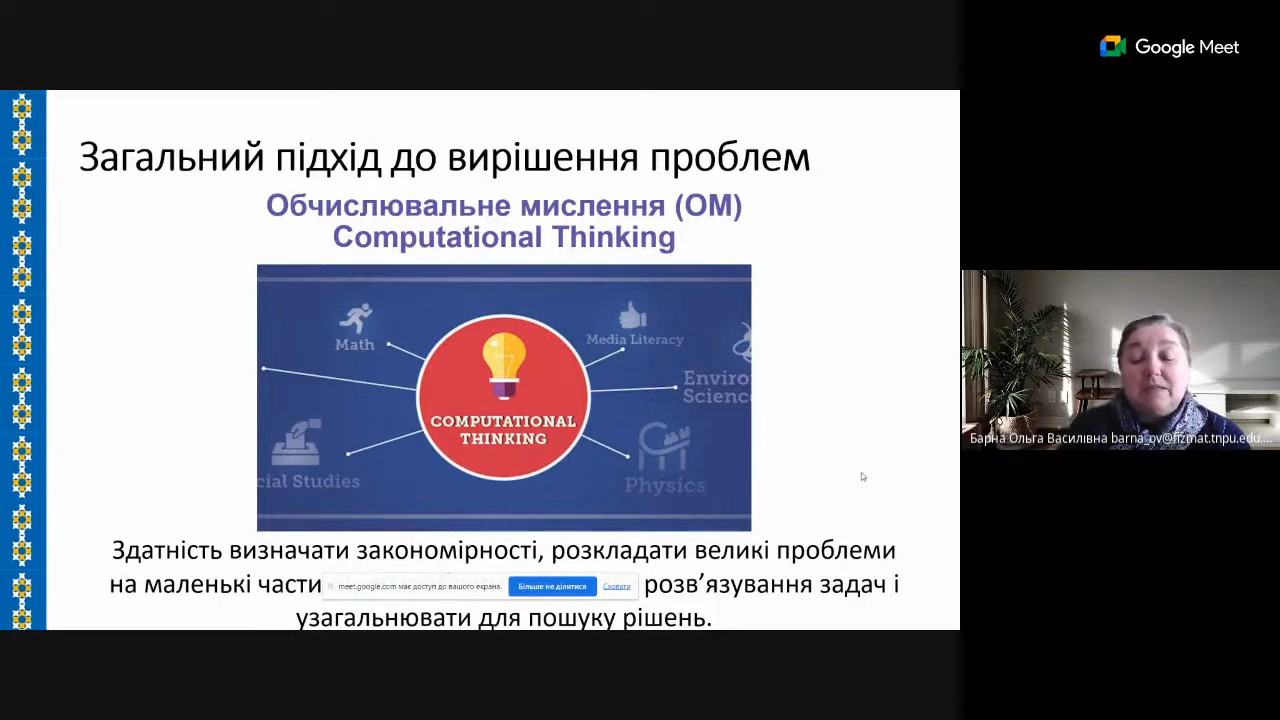 Google Meet
Загальний підхід до вирішення проблем
Обчислювальне мислення (ОМ)
Computational Thinking
Math
Media Literacy
Environ
Science
COMPUTATIONAL
THINKING
cial Studies
Physics
Здатність визначати закономірності, розкладати великі проблеми
на маленькі частини розв’язування задач і
meet.google.com має доступ до вашого екрана. Більше не ділитися Сховати
узагальнювати для пошуку рішень.
Барна Ольга Василівна barna_ov@fizmat.tnpu.edu....